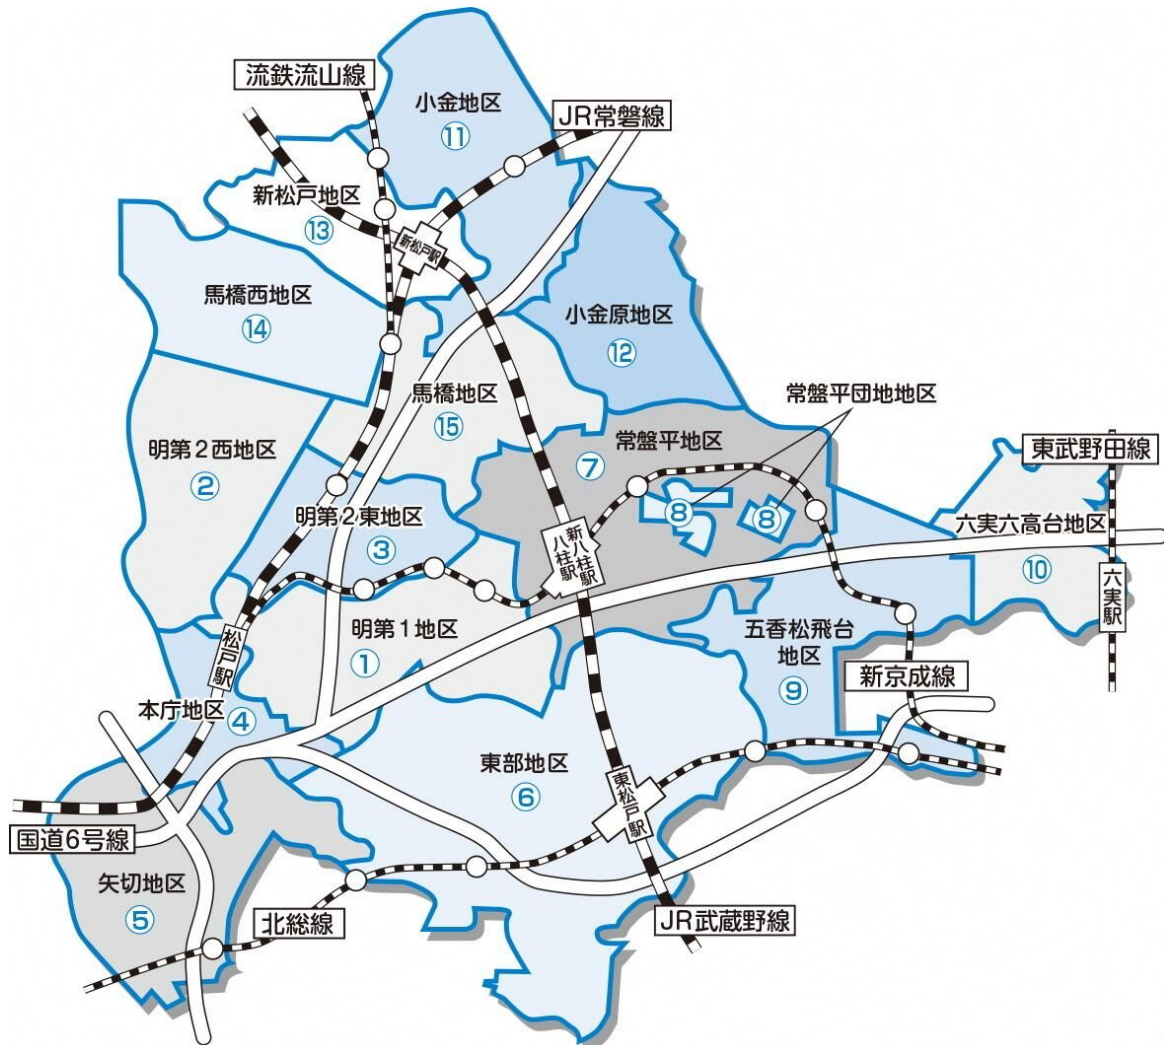 流鉄流山線
小金地区
⑪
JR常磐線
新松戸地区
⑬
新松戸駅
馬橋西地区
⑭
小金原地区
⑫
馬橋地区
⑮
常盤平団地地区
常盤平地区
⑦
⑧
⑧
東武野田線
明第2西地区
②
明第2東地区
③
六実六高台地区
⑩
六実駅
新八柱駅
八柱駅
明第1地区
①
五香松飛台
地区
⑨
新京成線
松戸駅
本庁地区
④
東部地区
⑥
東松戸駅
国道6号線
矢切地区
⑤
北総線
JR武蔵野線